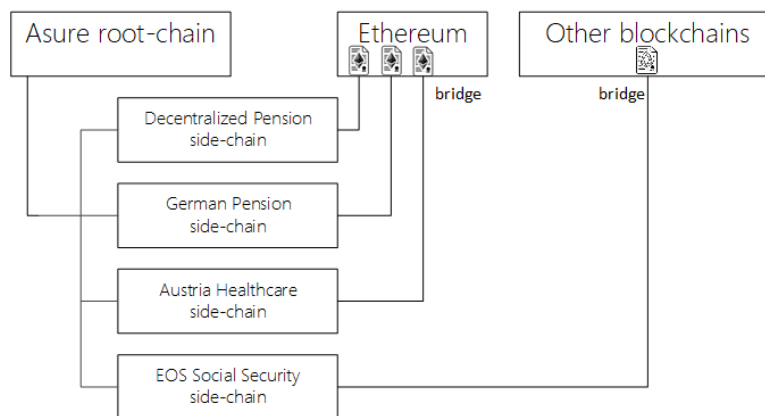 Asure root-chain
Ethereum
Other blockchains
bridge
bridge
Decentralized Pension
side-chain
German Pension
side-chain
Austria Healthcare
side-chain
EOS Social Security
side-chain